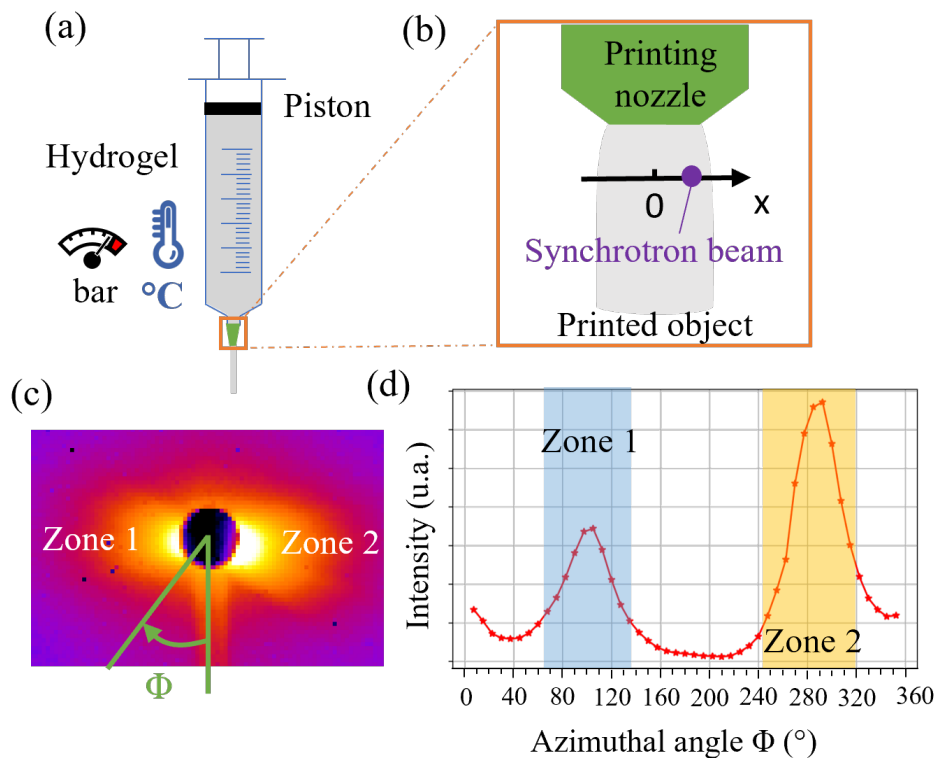 (a)
Piston
Hydrogel
bar
°C
(b)
Printing
nozzle
0
x
Synchrotron beam
Printed object
(c)
Zone 1
Zone 2
Φ
(d)
Zone 1
Zone 2
Intensity (u.a.)
0 40 80 120 160 200 240 280 320 360
Azimuthal angle Φ (°)